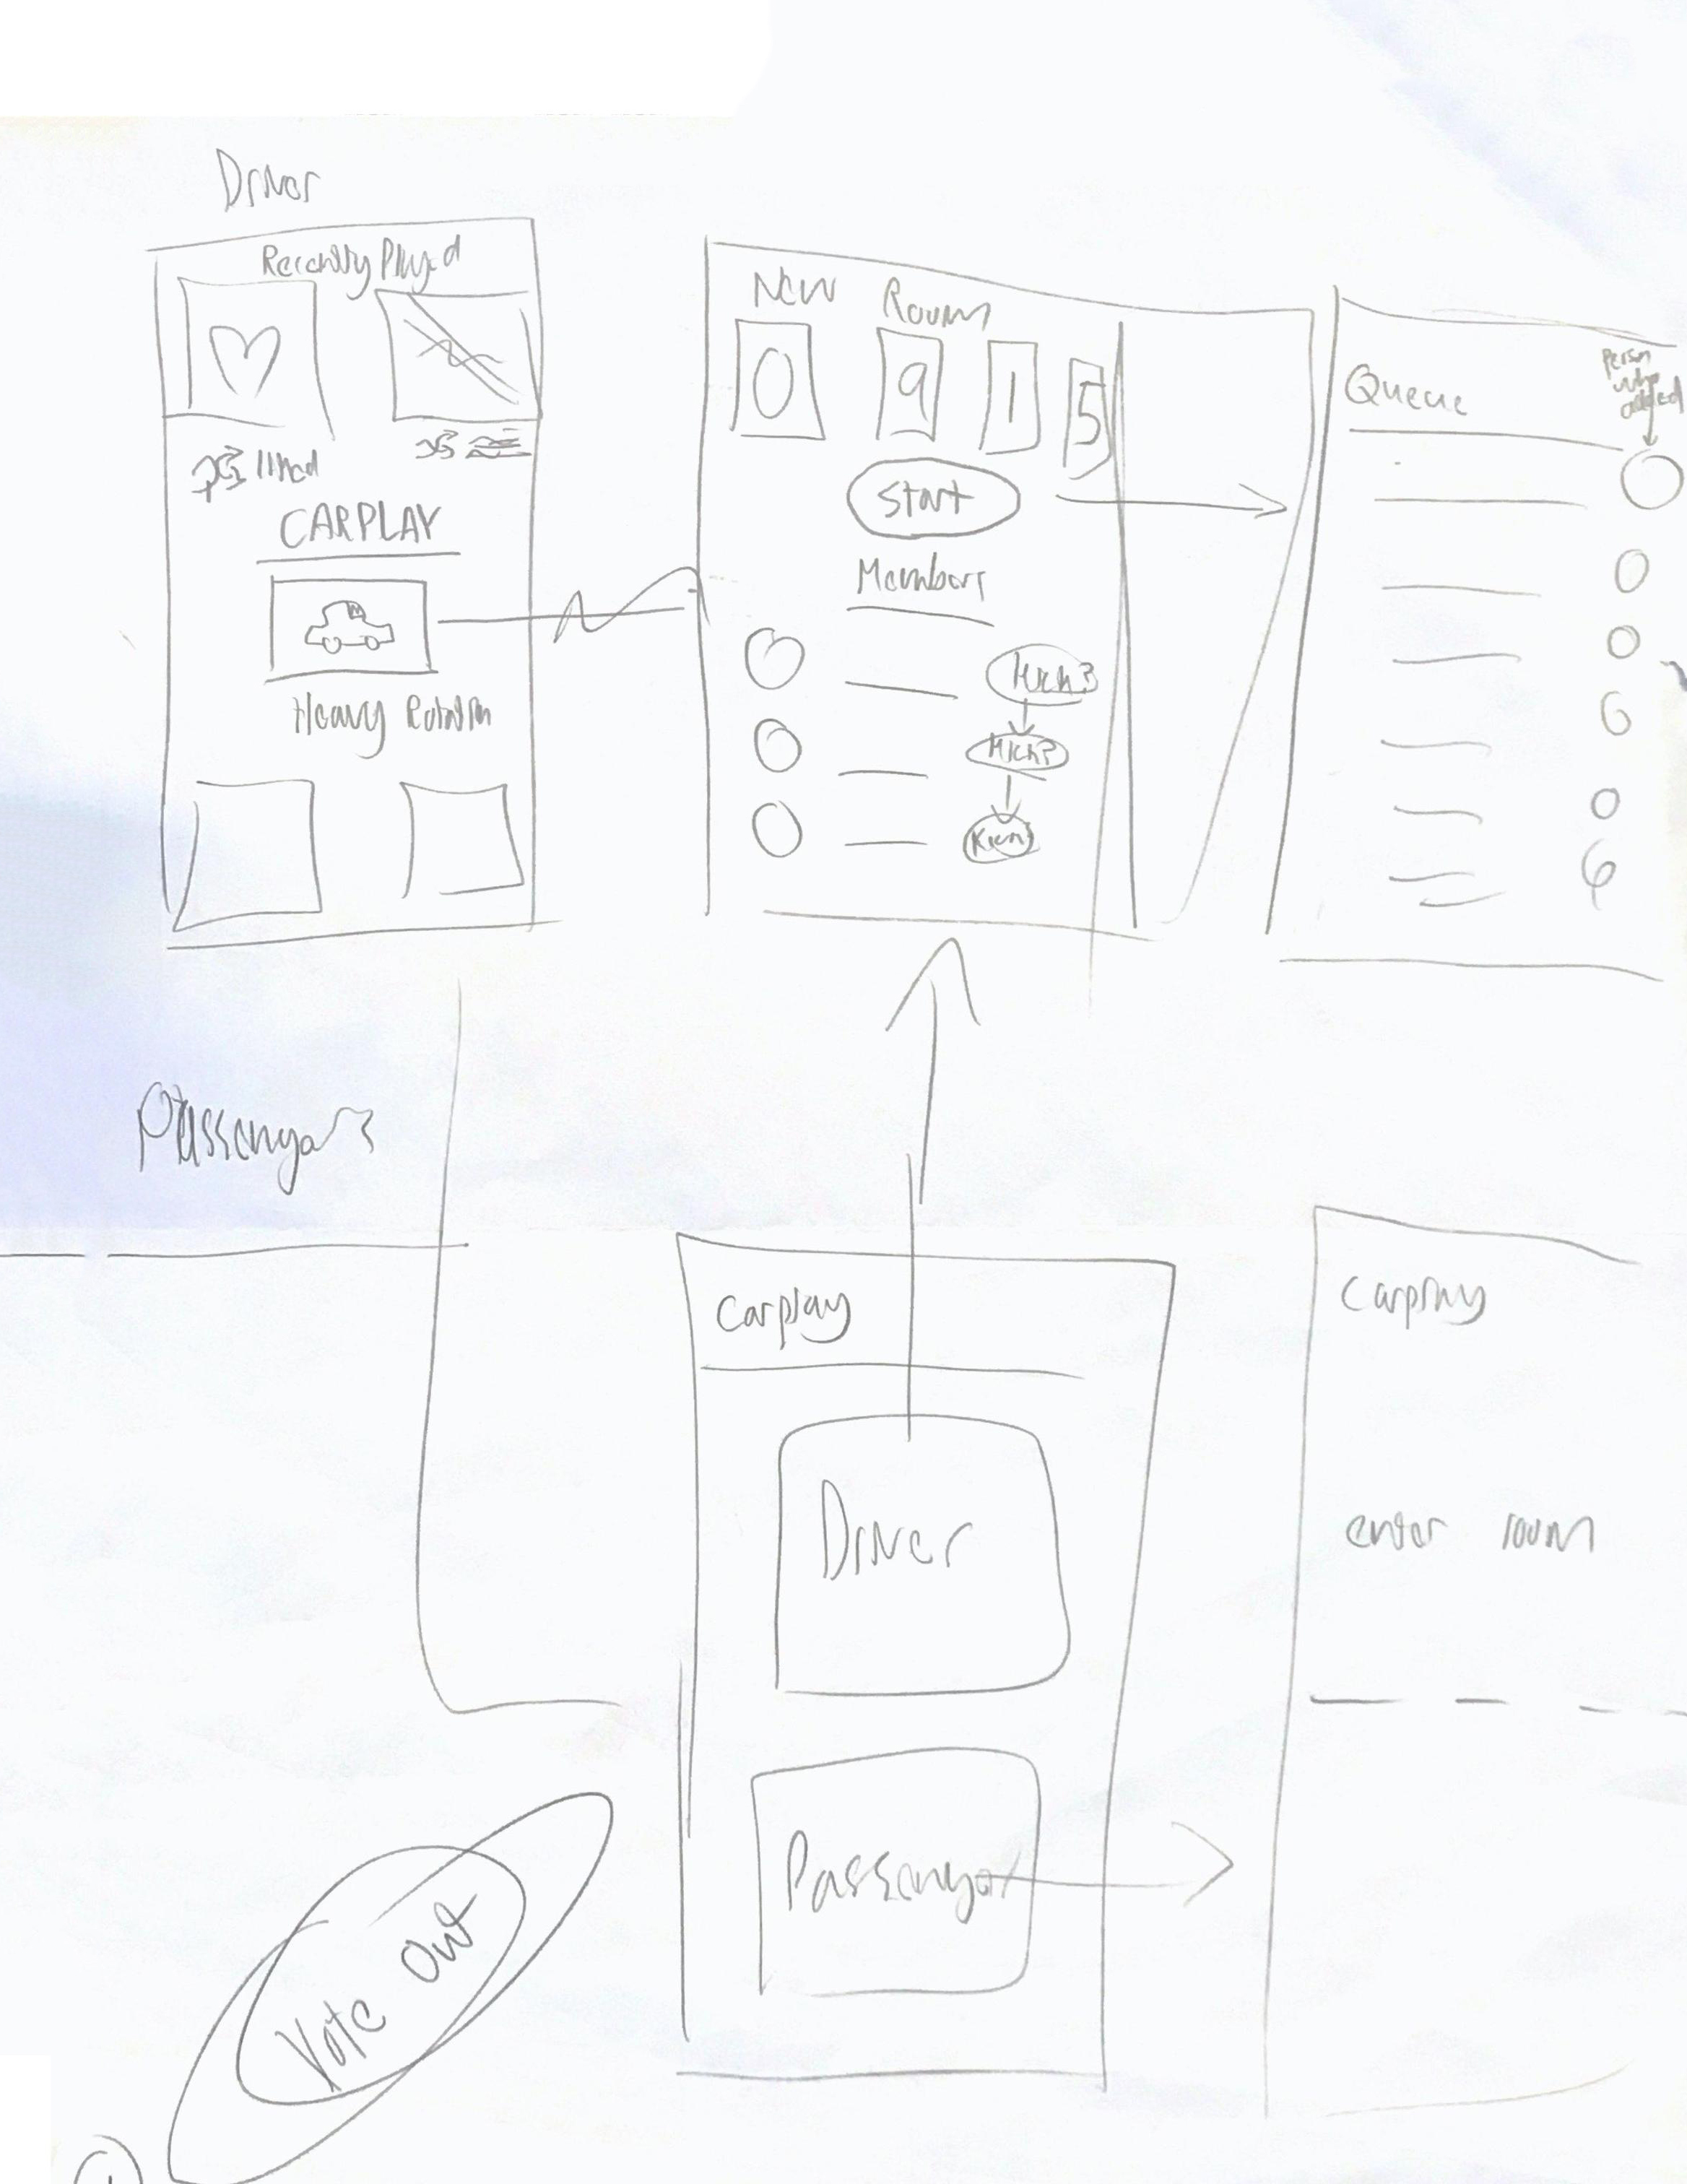 Driver
Recently Played
liked
CARPLAY
Heavy Rotation
New Room
0 9 1 5
Start
Members
Kick?
Kick?
Queue
Person
who
added
Passengers
Carplay
Driver
Passenger
Carplay
enter room
Vote Out